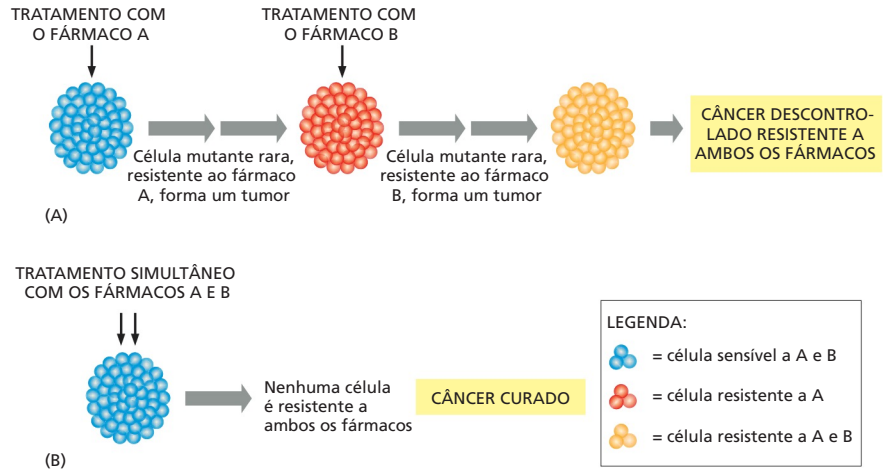 TRATAMENTO COM
O FÁRMACO A
TRATAMENTO COM
O FÁRMACO B
Célula mutante rara,
resistente ao fármaco
A, forma um tumor
Célula mutante rara,
resistente ao fármaco
B, forma um tumor
CÂNCER DESCONTRO-
LADO RESISTENTE A
AMBOS OS FÁRMACOS
(A)
TRATAMENTO SIMULTÂNEO
COM OS FÁRMACOS A E B
Nenhuma célula
é resistente a
ambos os fármacos
CÂNCER CURADO
(B)
LEGENDA:
= célula sensível a A e B
= célula resistente a A
= célula resistente a A e B